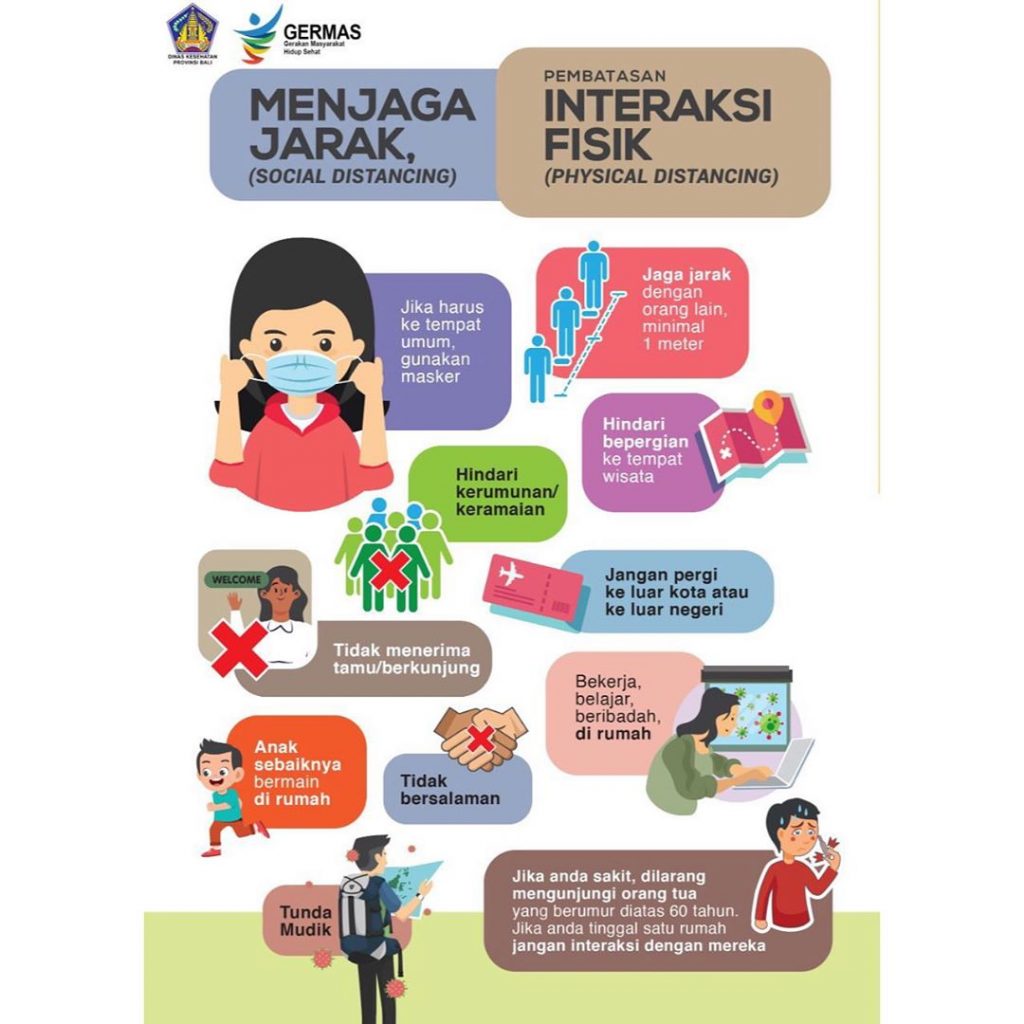 DINAS KESEHATAN
PROVINSI BALI
GERMAS
Gerakan Masyarakat
Hidup Sehat
MENJAGA
JARAK,
(SOCIAL DISTANCING)
PEMBATASAN
INTERAKSI
FISIK
(PHYSICAL DISTANCING)
Jika harus
ke tempat
umum,
gunakan
masker
Jaga jarak
dengan
orang lain,
minimal
1 meter
Hindari
bepergian
ke tempat
wisata
Hindari
kerumunan/
keramaian
WELCOME
Tidak menerima
tamu/berkunjung
Jangan pergi
ke luar kota atau
ke luar negeri
Bekerja,
belajar,
beribadah,
di rumah
Anak
sebaiknya
bermain
di rumah
Tidak
bersalaman
Tunda
Mudik
Jika anda sakit, dilarang
mengunjungi orang tua
yang berumur diatas 60 tahun.
Jika anda tinggal satu rumah
jangan interaksi dengan mereka